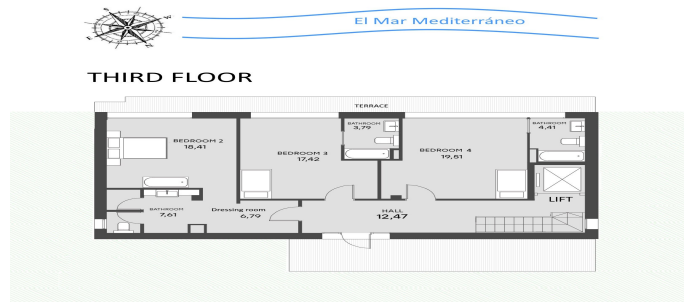 El Mar Mediterráneo
THIRD FLOOR
TERRACE
BATHROOM
3,79
BATHROOM
4,41
BEDROOM 2
18,41
BEDROOM 3
17,42
BEDROOM 4
19,81
LIFT
BATHROOM
7,61
Dressing room
6,79
HALL
12,47